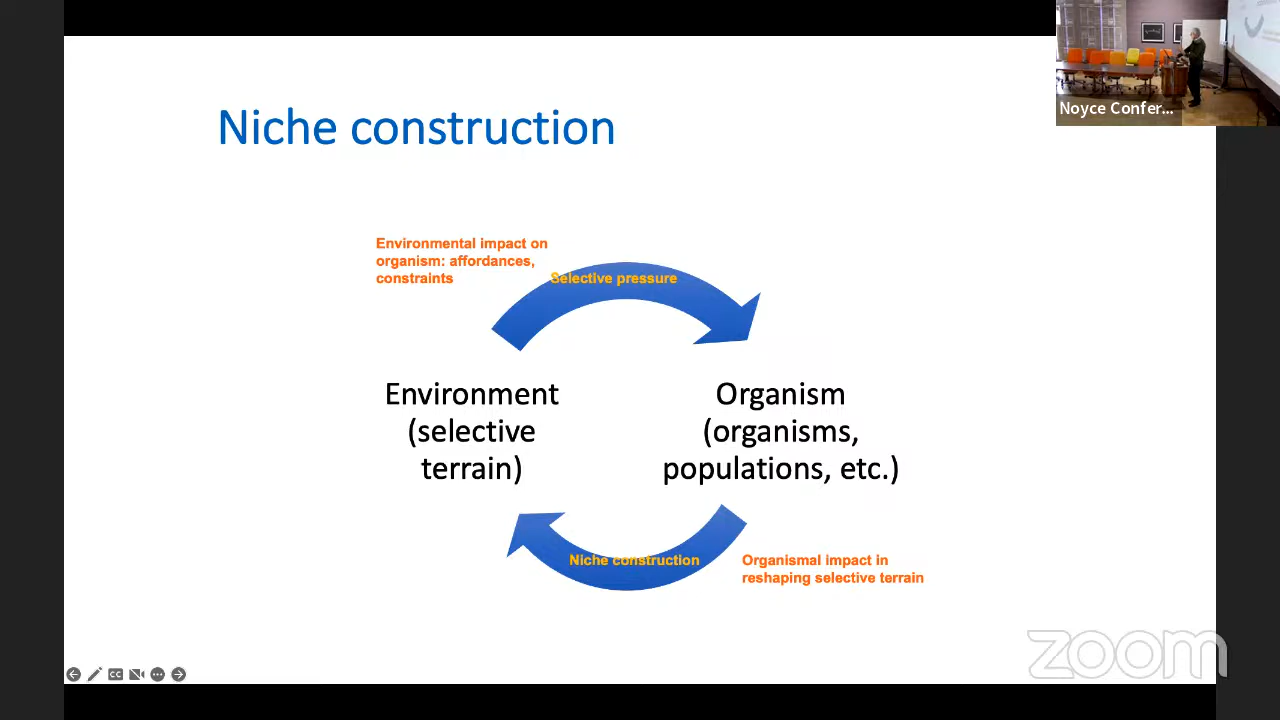 Noyce Confer...
Niche construction
Environmental impact on
organism: affordances,
constraints
Selective pressure
Environment
(selective
terrain)
Organism
(organisms,
populations, etc.)
Niche construction
Organismal impact in
reshaping selective terrain
zoom
CC